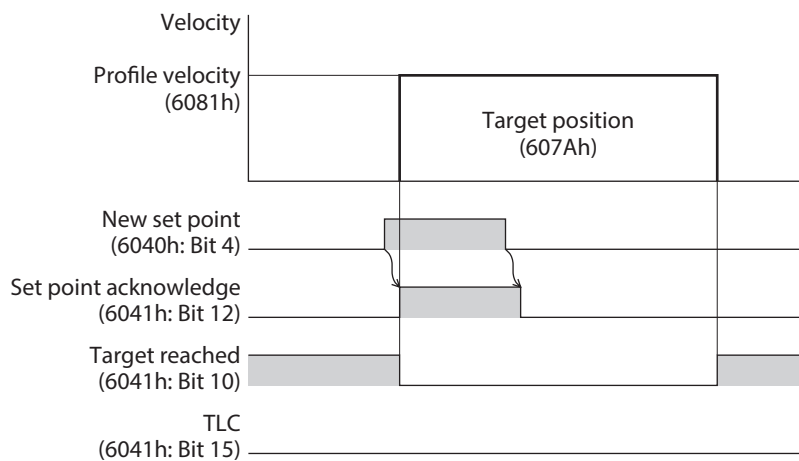 Velocity
Profile velocity
(6081h)
Target position
(607Ah)
New set point
(6040h: Bit 4)
Set point acknowledge
(6041h: Bit 12)
Target reached
(6041h: Bit 10)
TLC
(6041h: Bit 15)